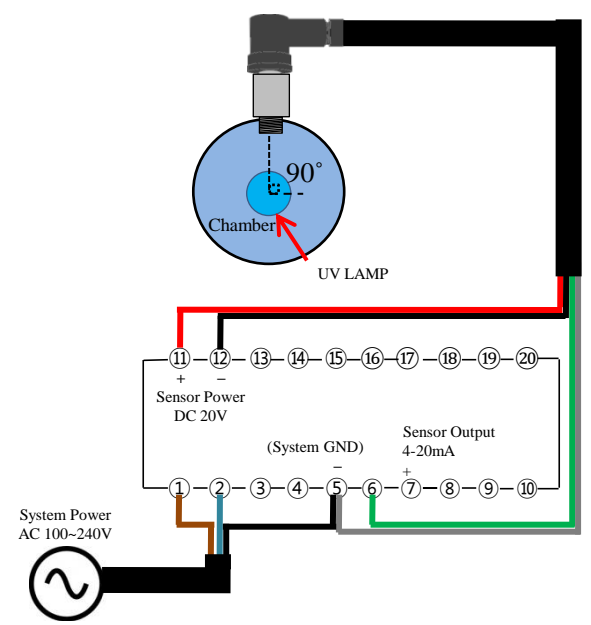 90°
Chamber
UV LAMP
⑪ ⑫ ⑬ ⑭ ⑮ ⑯ ⑰ ⑱ ⑲ ⑳
+ −
Sensor Power
DC 20V
(System GND)
−
Sensor Output
4-20mA
+
① ② ③ ④ ⑤ ⑥ ⑦ ⑧ ⑨ ⑩
System Power
AC 100~240V